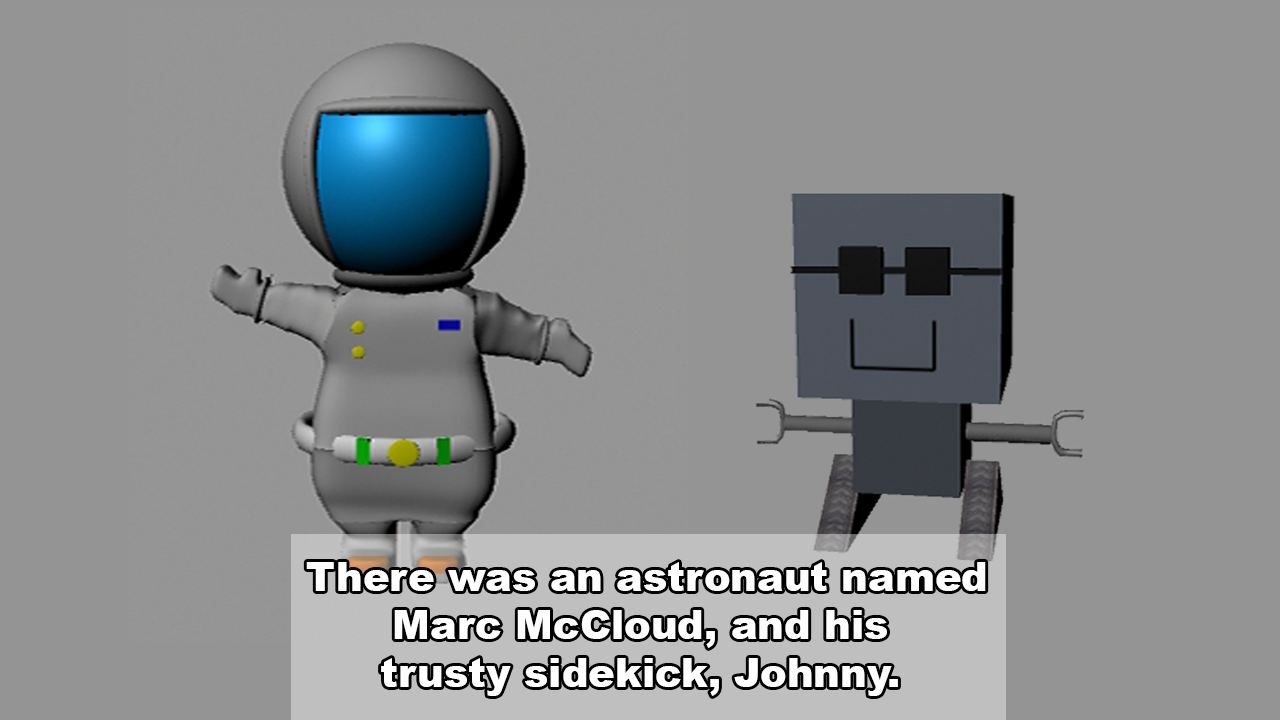 There was an astronaut named
Marc McCloud, and his
trusty sidekick, Johnny.